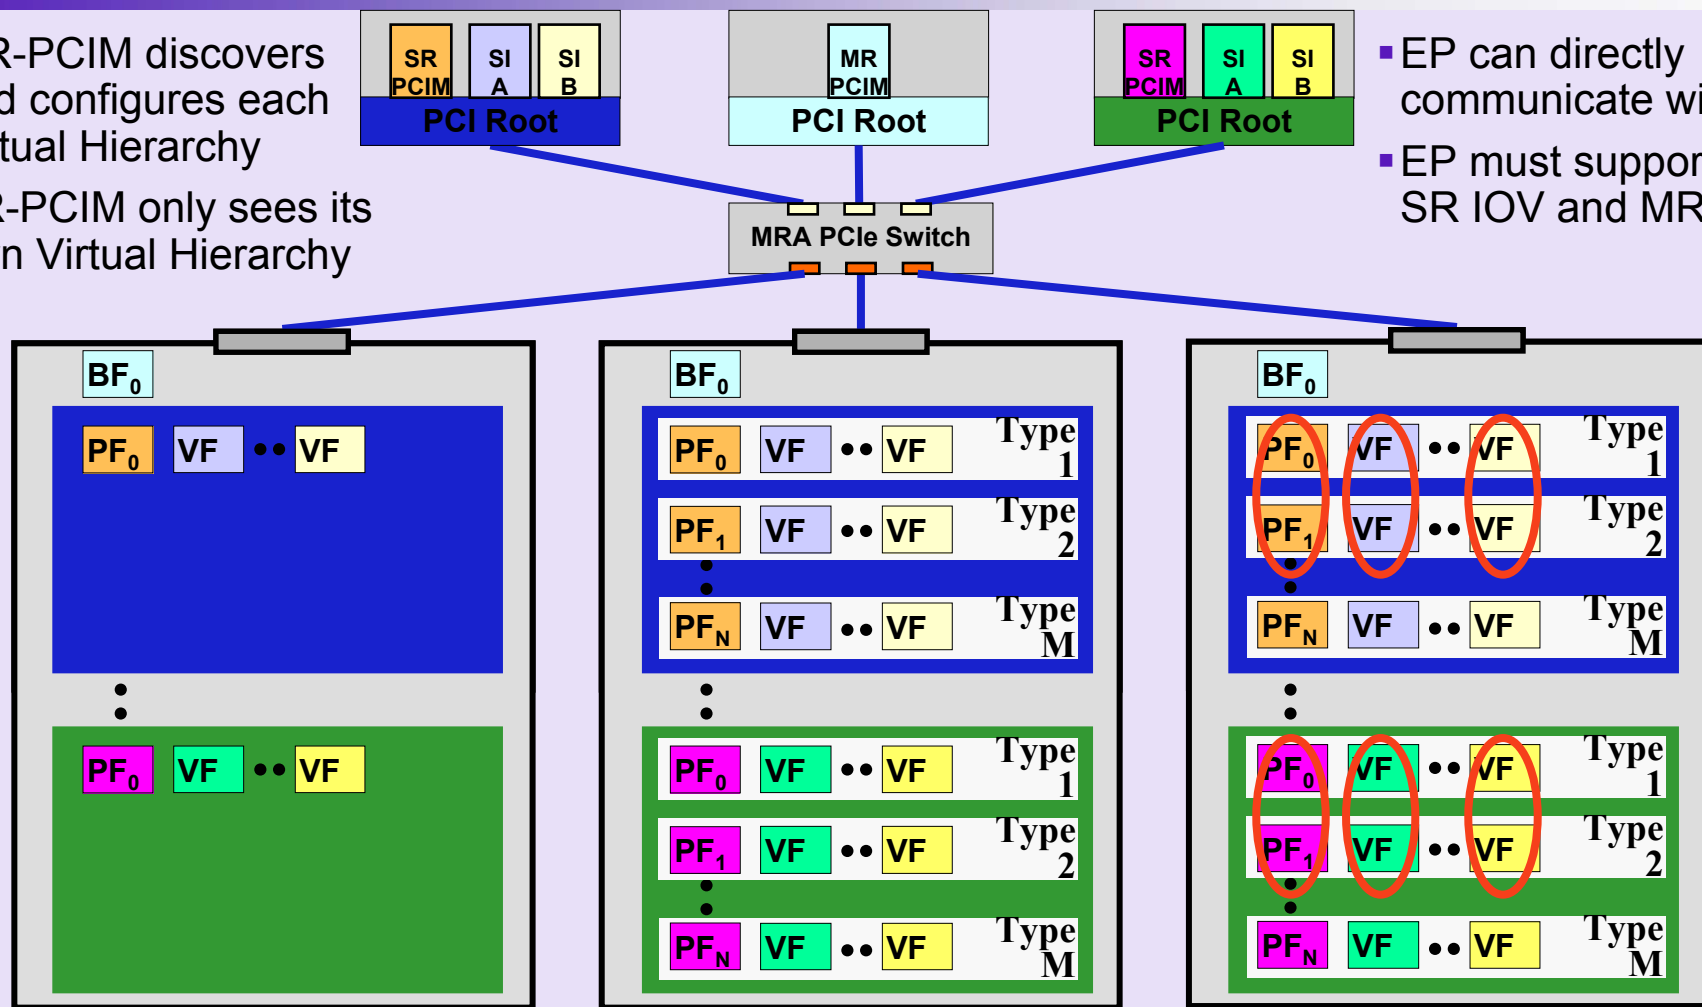 R-PCIM discovers
d configures each
tual Hierarchy
R-PCIM only sees its
n Virtual Hierarchy
SR
PCIM
SI
A
SI
B
PCI Root
MR
PCIM
PCI Root
SR
PCIM
SI
A
SI
B
PCI Root
EP can directly
communicate wi
EP must suppor
SR IOV and MR
MRA PCIe Switch
BF0
PF0 VF •• VF
PF0 VF •• VF
BF0
PF0 VF •• VF Type 1
PF1 VF •• VF Type 2
PFN VF •• VF Type M
PF0 VF •• VF Type 1
PF1 VF •• VF Type 2
PFN VF •• VF Type M
BF0
PF0 VF •• VF Type 1
PF1 VF •• VF Type 2
PFN VF •• VF Type M
PF0 VF •• VF Type 1
PF1 VF •• VF Type 2
PFN VF •• VF Type M